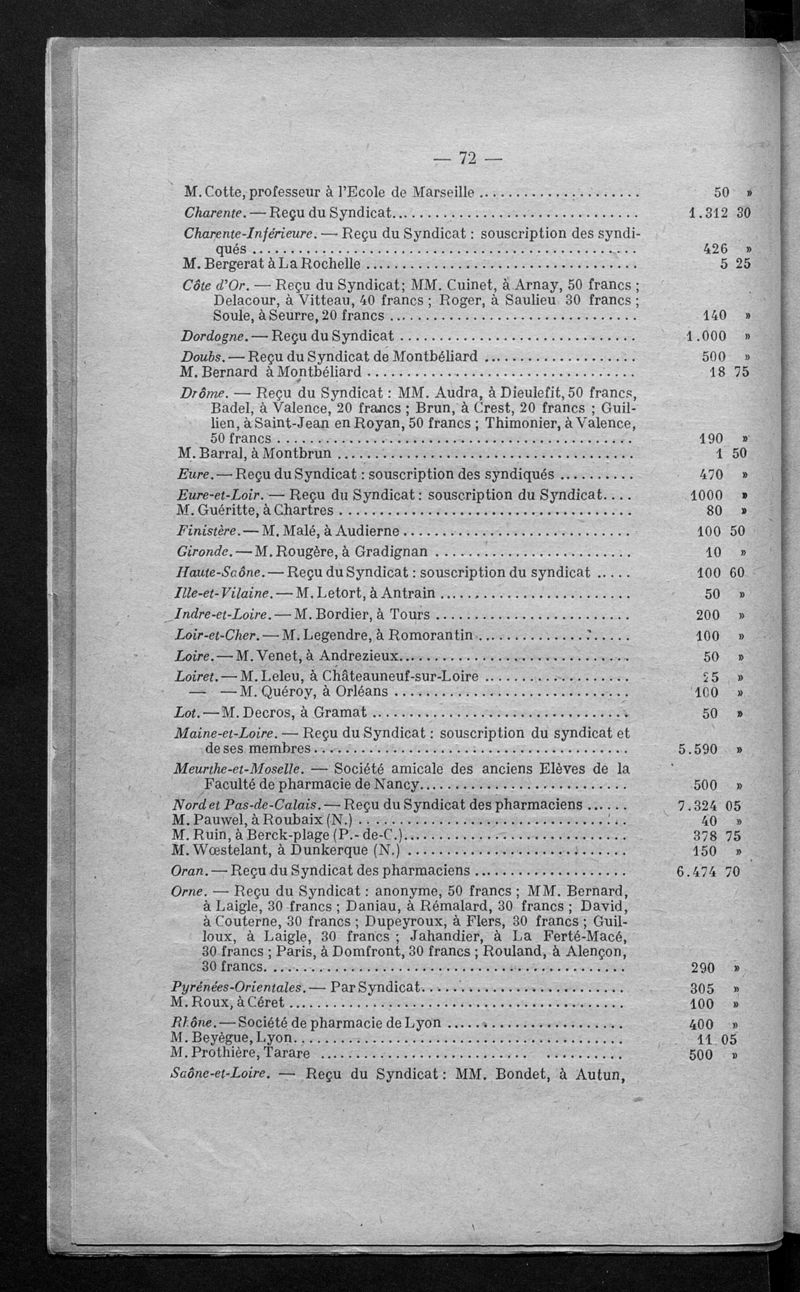 — 72 —
M. Cotte, professeur à l'Ecole de Marseille .................... 50 »
Charente. — Reçu du Syndicat.............................. 1.312 30
Charente-Inférieure. — Reçu du Syndicat : souscription des syndi-
qués ........................................ 426 »
M. Bergerat à La Rochelle .............................. 5 25
Côte d'Or. — Reçu du Syndicat; MM. Cuinet, à Arnay, 50 francs ;
Delacour, à Vitteau, 40 francs ; Roger, à Saulieu 30 francs ;
Soule, à Seurre, 20 francs .............................. 140 »
Dordogne. — Reçu du Syndicat .............................. 1.000 »
Doubs. — Reçu du Syndicat de Montbéliard .................... 500 »
M. Bernard à Montbéliard .............................. 18 75
Drôme. — Reçu du Syndicat : MM. Audra, à Dieulefit, 50 francs,
Badel, à Valence, 20 francs ; Brun, à Crest, 20 francs ; Guil-
lien, à Saint-Jean en Royan, 50 francs ; Thimonier, à Valence,
50 francs ........................................ 190 »
M. Barral, à Montbrun .............................. 1 50
Eure. — Reçu du Syndicat : souscription des syndiqués .......... 470 »
Eure-et-Loir. — Reçu du Syndicat : souscription du Syndicat.... 1000 »
M. Guéritte, à Chartres .............................. 80 »
Finistère. — M. Malé, à Audierne .............................. 100 50
Gironde. — M. Rougère, à Gradignan ......................... 10 »
Haute-Saône. — Reçu du Syndicat : souscription du syndicat ..... 100 60
Ille-et-Vilaine. — M. Letort, à Antrain ......................... 50 »
Indre-et-Loire. — M. Bordier, à Tours ......................... 200 »
Loir-et-Cher. — M. Legendre, à Romorantin .................... 100 »
Loire. — M. Venet, à Andrezieux.............................. 50 »
Loiret. — M. Leleu, à Châteauneuf-sur-Loire .................... 25 »
— — M. Quéroy, à Orléans .............................. 100 »
Lot. — M. Decros, à Gramat .............................. 50 »
Maine-et-Loire. — Reçu du Syndicat : souscription du syndicat et
de ses membres ........................................ 5.590 »
Meurthe-et-Moselle. — Société amicale des anciens Elèves de la
Faculté de pharmacie de Nancy......................... 500 »
Nord et Pas-de-Calais. — Reçu du Syndicat des pharmaciens ...... 7.324 05
M. Pauwel, à Roubaix (N.) .............................. 40 »
M. Ruin, à Berck-plage (P.-de-C.).............................. 378 75
M. Wœstelant, à Dunkerque (N.) ......................... 150 »
Oran. — Reçu du Syndicat des pharmaciens .................... 6.474 70
Orne. — Reçu du Syndicat : anonyme, 50 francs ; MM. Bernard,
à Laigle, 30 francs ; Daniau, à Rémalard, 30 francs ; David,
à Couterne, 30 francs ; Dupeyroux, à Flers, 30 francs ; Guil-
loux, à Laigle, 30 francs ; Jahandier, à La Ferté-Macé,
30 francs ; Paris, à Domfront, 30 francs ; Rouland, à Alençon,
30 francs. ........................................ 290 »
Pyrénées-Orientales. — Par Syndicat......................... 305 »
M. Roux, à Céret ........................................ 100 »
Rhône. — Société de pharmacie de Lyon .................... 400 »
M. Beyègue, Lyon. ........................................ 11 05
M. Prothière, Tarare ........................................ 500 »
Saône-et-Loire. — Reçu du Syndicat : MM. Bondet, à Autun,